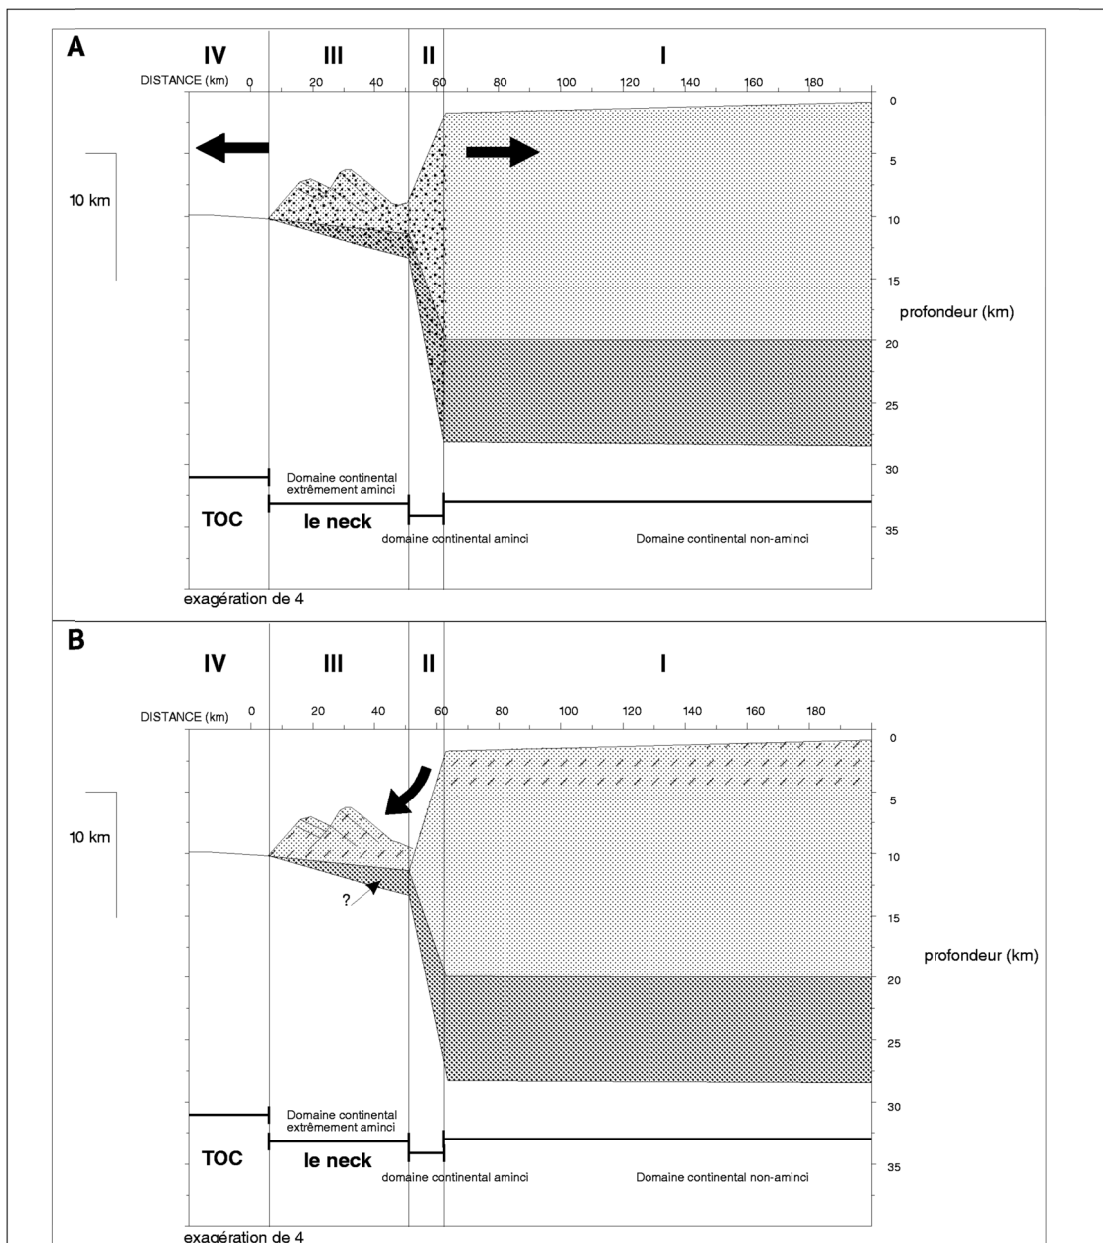 A
IV III II I
DISTANCE (km) 0 20 40 60 80 100 120 140 160 180
0
5
10 km
10
15
profondeur (km)
20
25
30
Domaine continental
extrêmement aminci
TOC
le neck
35
domaine continental aminci
Domaine continental non-aminci
exagération de 4
B
IV III II I
DISTANCE (km) 0 20 40 60 80 100 120 140 160 180
0
5
10 km
10
?
15
profondeur (km)
20
25
30
Domaine continental
extrêmement aminci
TOC
le neck
35
domaine continental aminci
Domaine continental non-aminci
exagération de 4